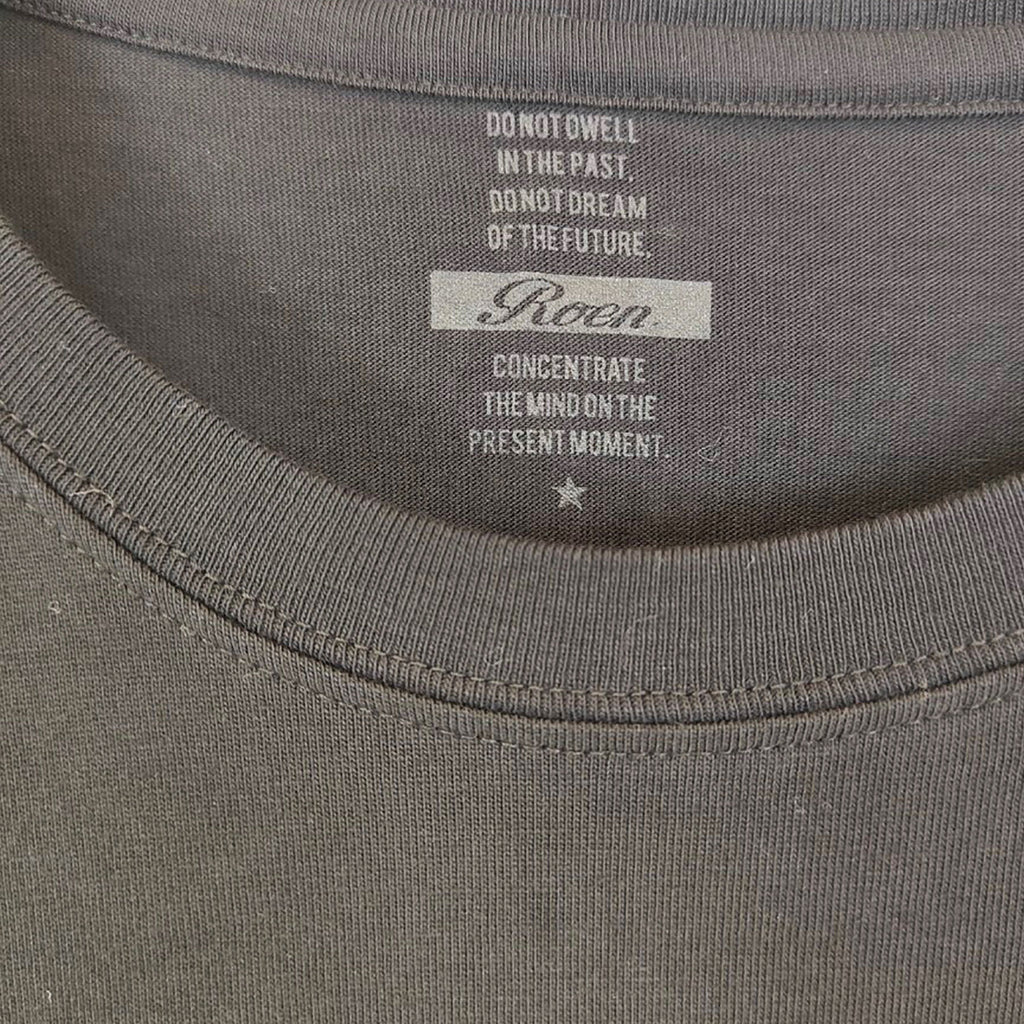 DO NOT DWELL
IN THE PAST,
DO NOT DREAM
OF THE FUTURE,
Roen
CONCENTRATE
THE MIND ON THE
PRESENT MOMENT.